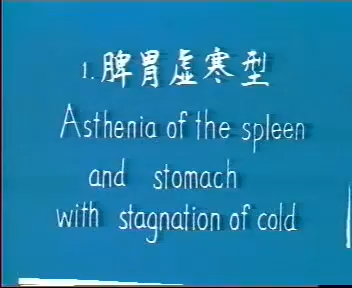 1. 脾胃虚寒型
Asthenia of the spleen
and stomach
with stagnation of cold